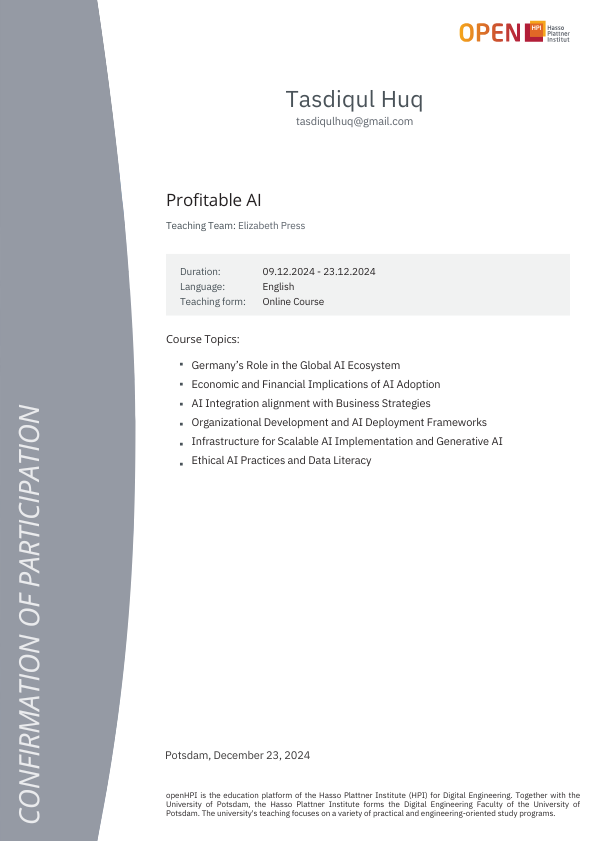 OPEN HPI Hasso
Plattner
Institut
Tasdiqul Huq
tasdiqulhuq@gmail.com
Profitable AI
Teaching Team: Elizabeth Press
Duration: 09.12.2024 - 23.12.2024
Language: English
Teaching form: Online Course
Course Topics:
▪ Germany’s Role in the Global AI Ecosystem
▪ Economic and Financial Implications of AI Adoption
▪ AI Integration alignment with Business Strategies
▪ Organizational Development and AI Deployment Frameworks
▪ Infrastructure for Scalable AI Implementation and Generative AI
▪ Ethical AI Practices and Data Literacy
CONFIRMATION OF PARTICIPATION
Potsdam, December 23, 2024
openHPI is the education platform of the Hasso Plattner Institute (HPI) for Digital Engineering. Together with the
University of Potsdam, the Hasso Plattner Institute forms the Digital Engineering Faculty of the University of
Potsdam. The university's teaching focuses on a variety of practical and engineering-oriented study programs.